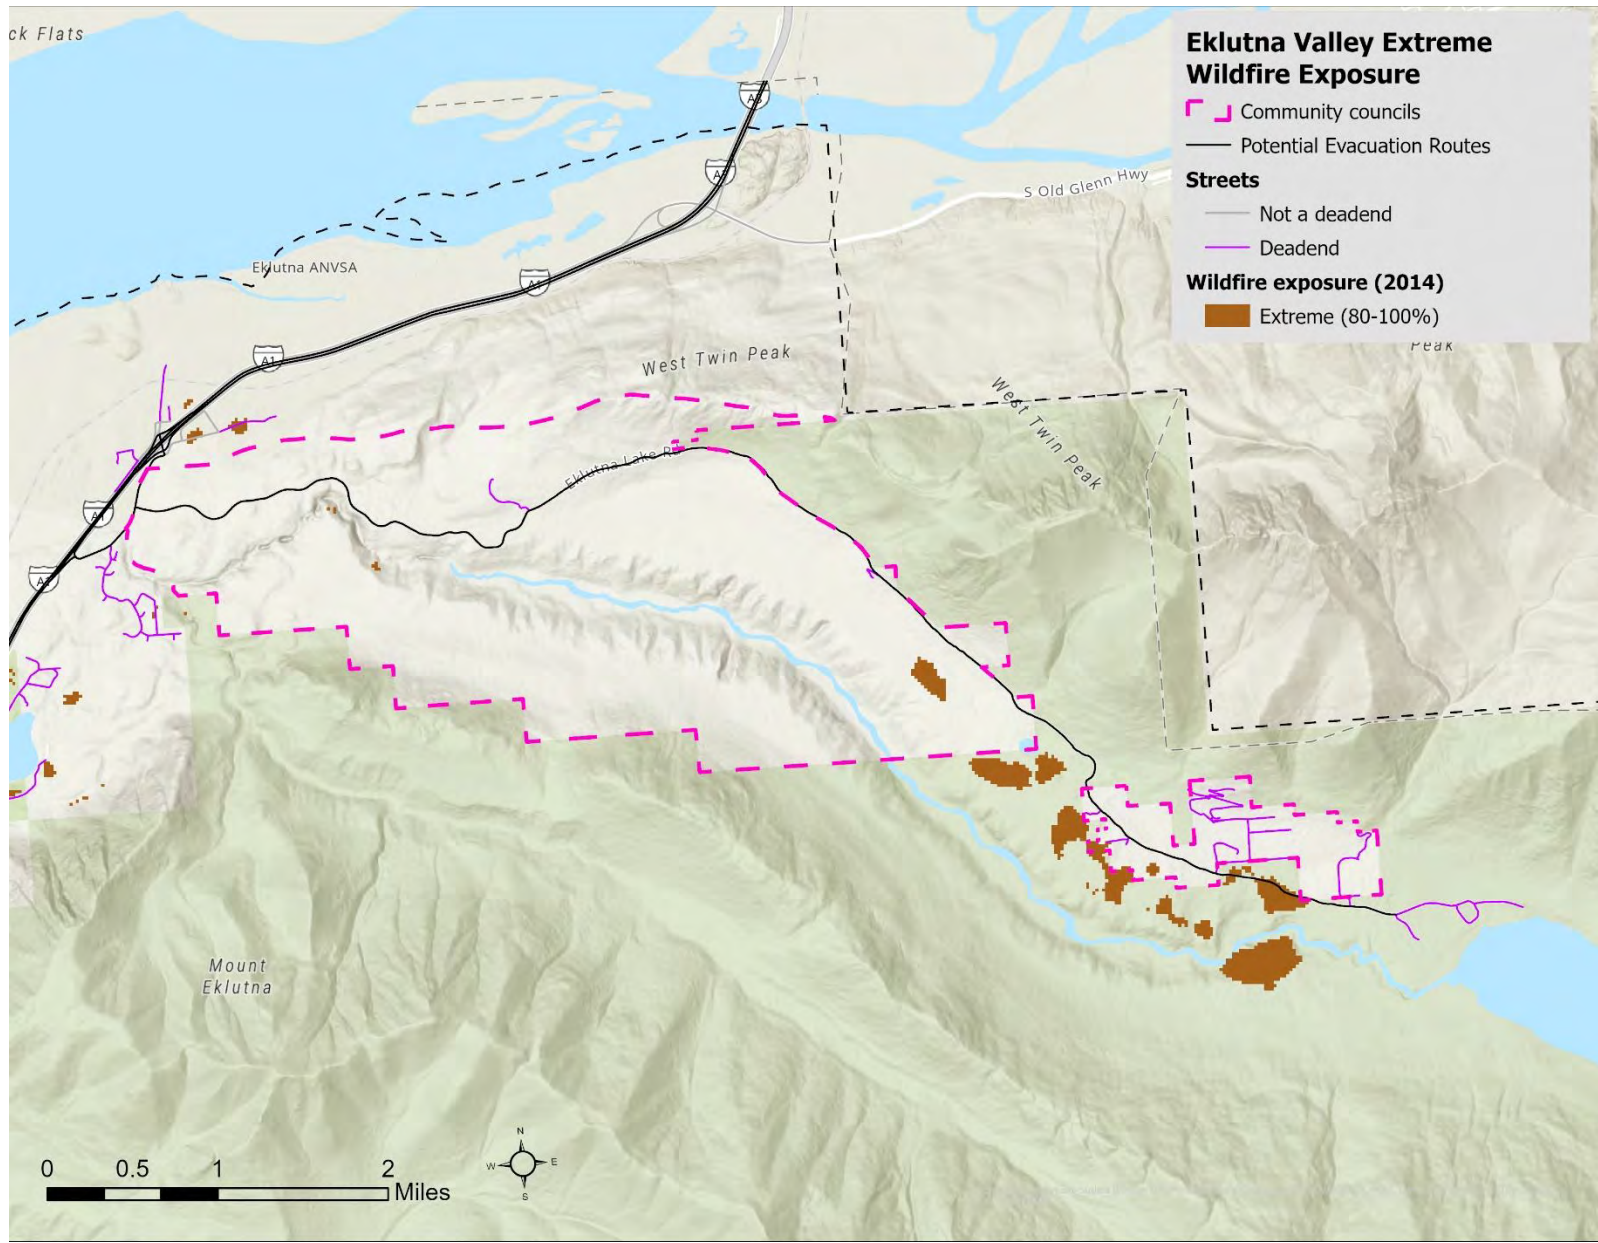 ck Flats
Eklutna Valley Extreme
Wildfire Exposure
Community councils
Potential Evacuation Routes
Streets
Not a deadend
Deadend
Wildfire exposure (2014)
Extreme (80-100%)
Peak
S Old Glenn Hwy
Eklutna ANVSA
A1
A1
A1
West Twin Peak
West Twin Peak
Eklutna Lake Rd
Mount
Eklutna
0 0.5 1 2
Miles
N
W E
S